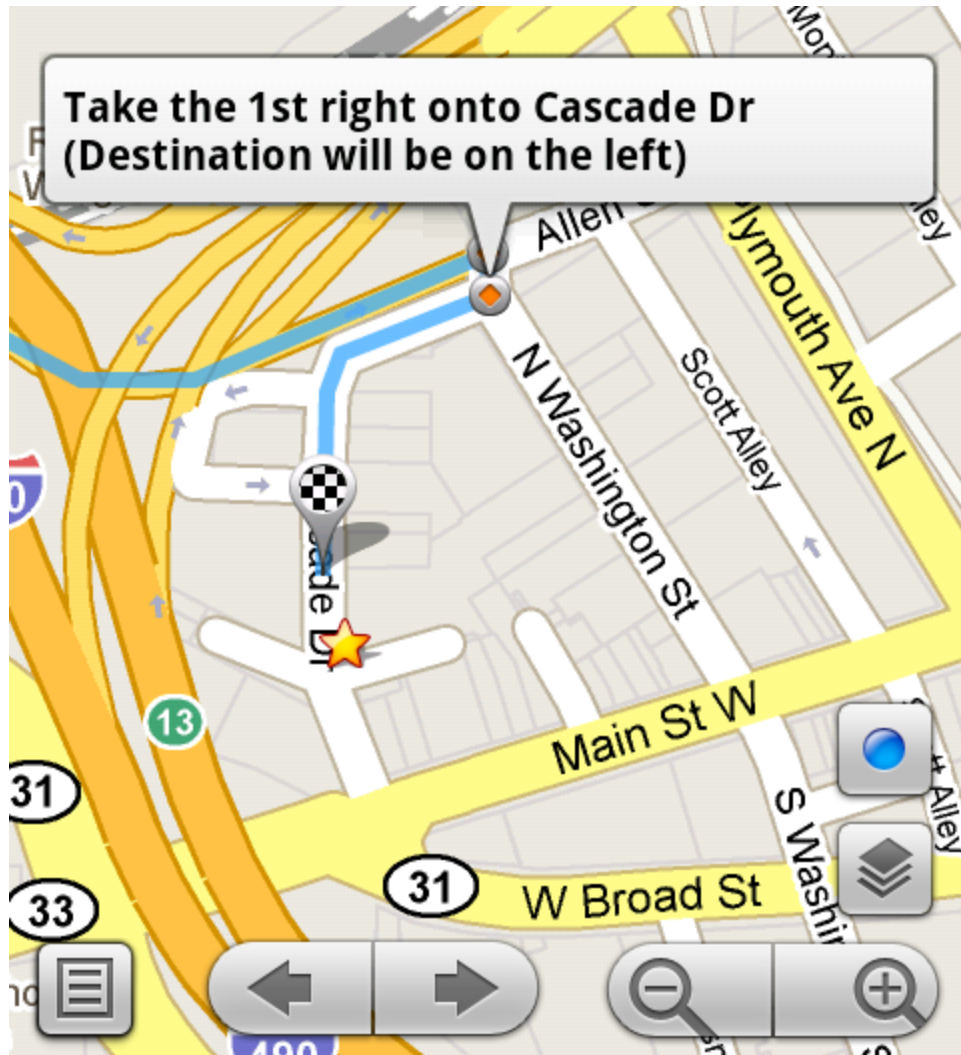 Take the 1st right onto Cascade Dr
(Destination will be on the left)
Allen
Plymouth Ave N
N Washington St
Scott Alley
Main St W
13
31
33
31
W Broad St
Alley
490